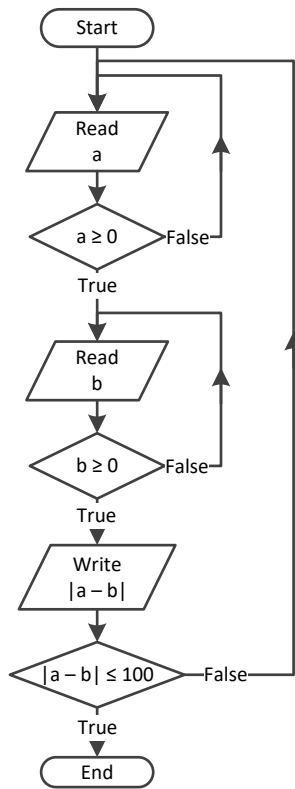 Start
Read
a
a ≥ 0
False
True
Read
b
b ≥ 0
False
True
Write
|a – b|
|a – b| ≤ 100
False
True
End